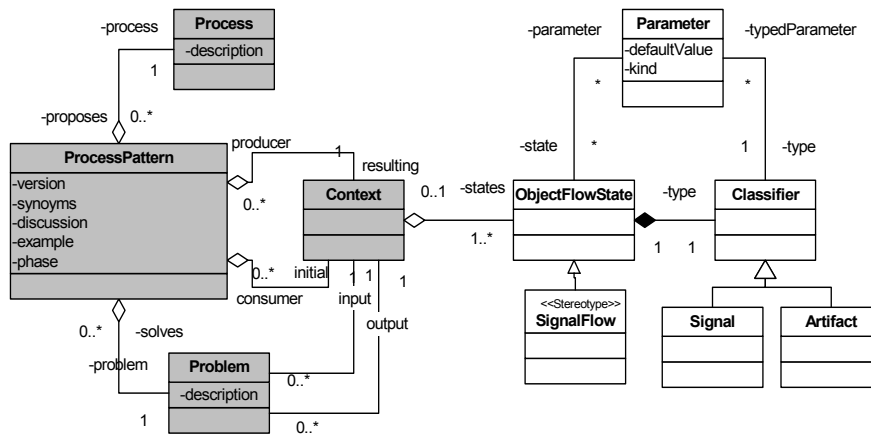 Process
-description
-process
1
0..*
-proposes
ProcessPattern
-version
-synoyms
-discussion
-example
-phase
producer
0..*
1
resulting
Context
0..*
consumer
initial
1
1
1
input
output
0..*
-solves
-problem
1
Problem
-description
0..*
0..*
0..1
-states
1..*
Parameter
-defaultValue
-kind
-parameter
*
-state
*
-typedParameter
*
1
-type
ObjectFlowState
-type
1
1
Classifier
<<Stereotype>>
SignalFlow
Signal
Artifact